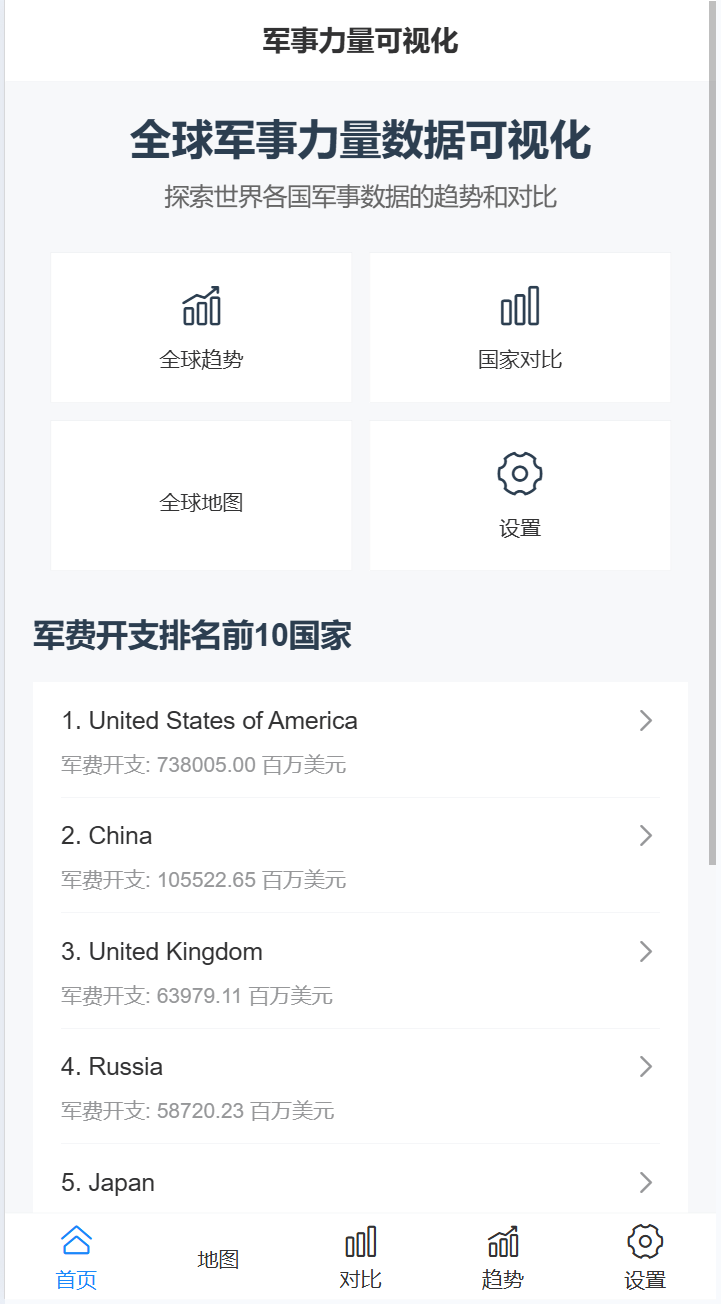 军事力量可视化
全球军事力量数据可视化
探索世界各国军事数据的趋势和对比
全球趋势
国家对比
全球地图
设置
军费开支排名前10国家
1. United States of America
军费开支: 738005.00 百万美元
2. China
军费开支: 105522.65 百万美元
3. United Kingdom
军费开支: 63979.11 百万美元
4. Russia
军费开支: 58720.23 百万美元
5. Japan
首页
地图
对比
趋势
设置